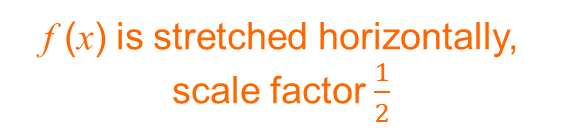 f (x) is stretched horizontally,
scale factor 1/2